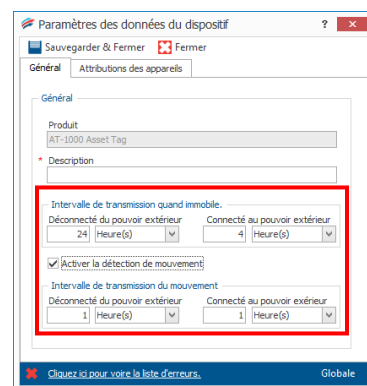 Paramètres des données du dispositif ?
Sauvegarder & Fermer Fermer
Général Attributions des appareils
Général
Produit
AT-1000 Asset Tag
* Description
Intervalle de transmission quand immobile.
Déconnecté du pouvoir extérieur Connecté au pouvoir extérieur
24 Heure(s) 4 Heure(s)
Activer la détection de mouvement
Intervalle de transmission du mouvement
Déconnecté du pouvoir extérieur Connecté au pouvoir exérieur
1 Heure(s) 1 Heure(s)
Cliquez ici pour voire la liste d'erreurs. Globale